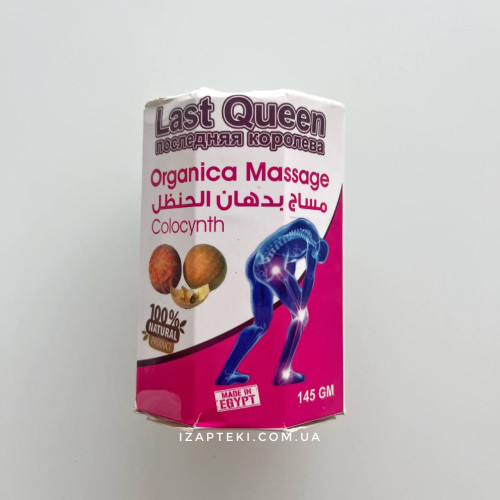 Last Queen
последняя королева
Organica Massage
مساج بدهان الحنظل
Colocynth
100%
NATURAL
PRODUCT
MADE IN
EGYPT
145 GM
IZAPTEKI.COM.UA